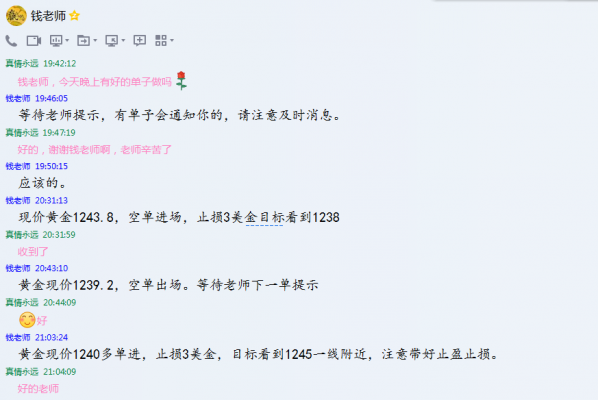 钱老师
真情永远 19:42:12
钱老师，今天晚上有好的单子做吗
钱老师 19:46:05
等待老师提示，有单子会通知你的，请注意及时消息。
真情永远 19:47:19
好的，谢谢钱老师啊，老师辛苦了
钱老师 19:50:15
应该的。
钱老师 20:31:13
现价黄金1243.8，空单进场，止损3美金目标看到1238
真情永远 20:31:59
收到了
钱老师 20:43:10
黄金现价1239.2，空单出场。等待老师下一单提示
真情永远 20:44:09
好
钱老师 21:03:24
黄金现价1240多单进，止损3美金，目标看到1245一线附近，注意带好止盈止损。
真情永远 21:04:09
好的老师